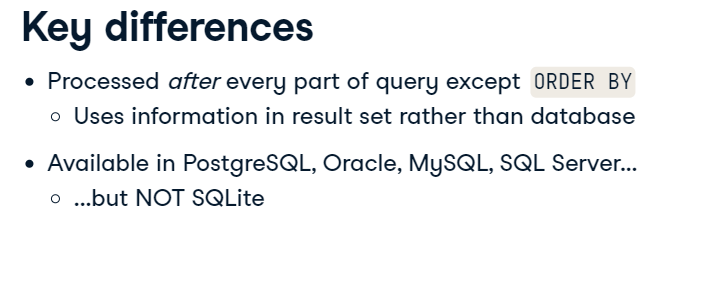 Key differences
• Processed after every part of query except ORDER BY
○ Uses information in result set rather than database
• Available in PostgreSQL, Oracle, MySQL, SQL Server...
○ ...but NOT SQLite